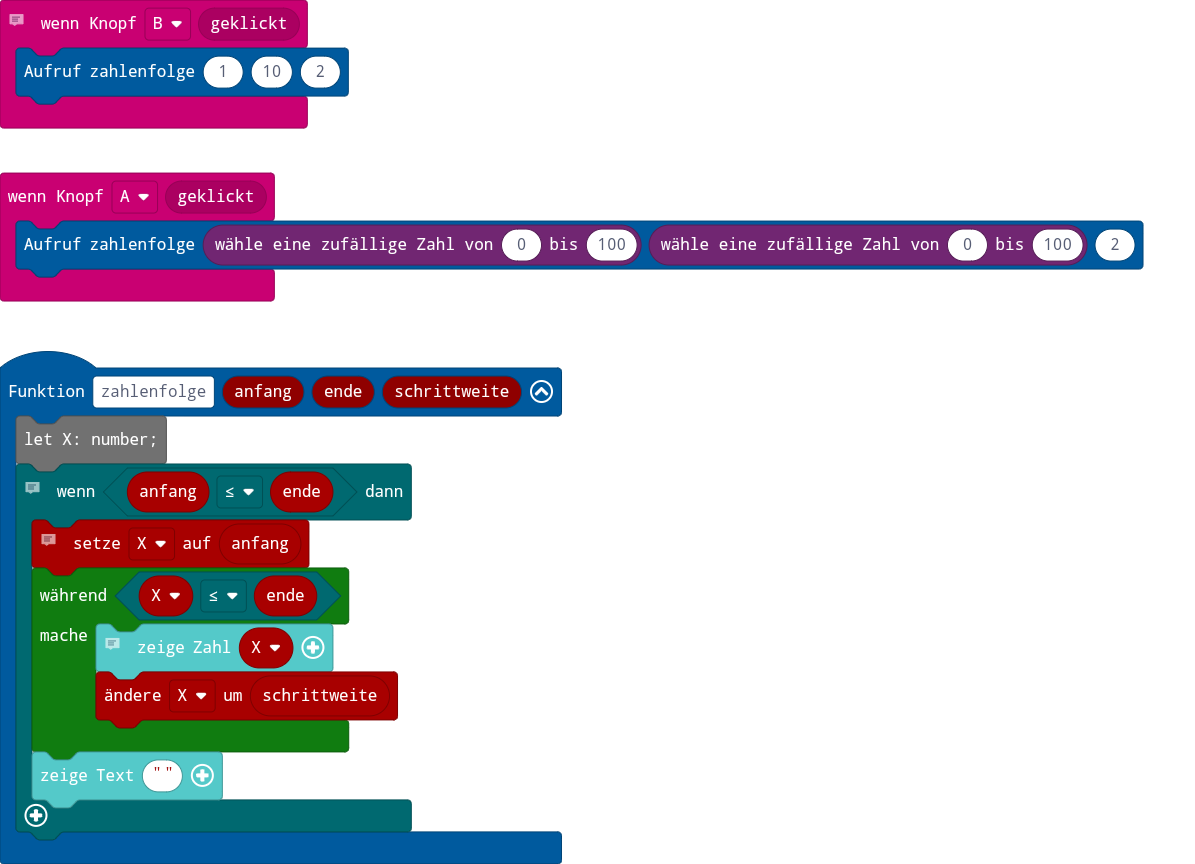 wenn Knopf B geklickt
Aufruf zahlenfolge 1 10 2
wenn Knopf A geklickt
Aufruf zahlenfolge wähle eine zufällige Zahl von 0 bis 100 wähle eine zufällige Zahl von 0 bis 100 2
Funktion zahlenfolge anfang ende schrittweite
let X: number;
wenn anfang ≤ ende dann
setze X auf anfang
während X ≤ ende
mache zeige Zahl X
ändere X um schrittweite
zeige Text " "